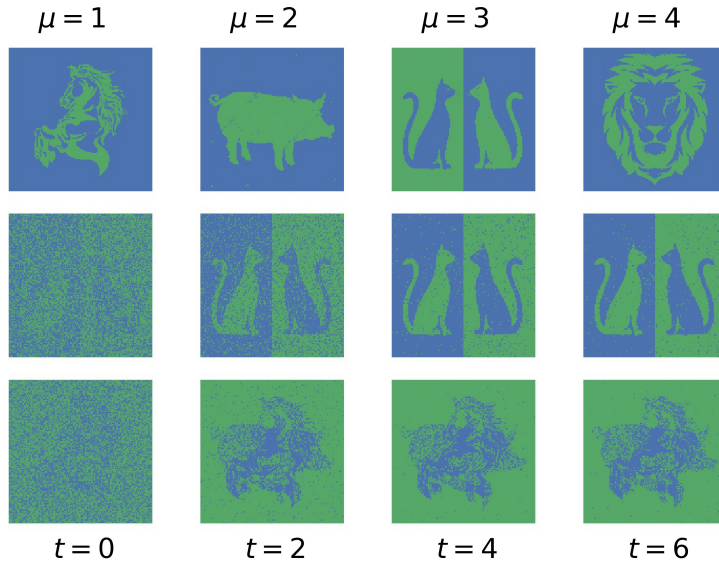 μ = 1 μ = 2 μ = 3 μ = 4
t = 0 t = 2 t = 4 t = 6